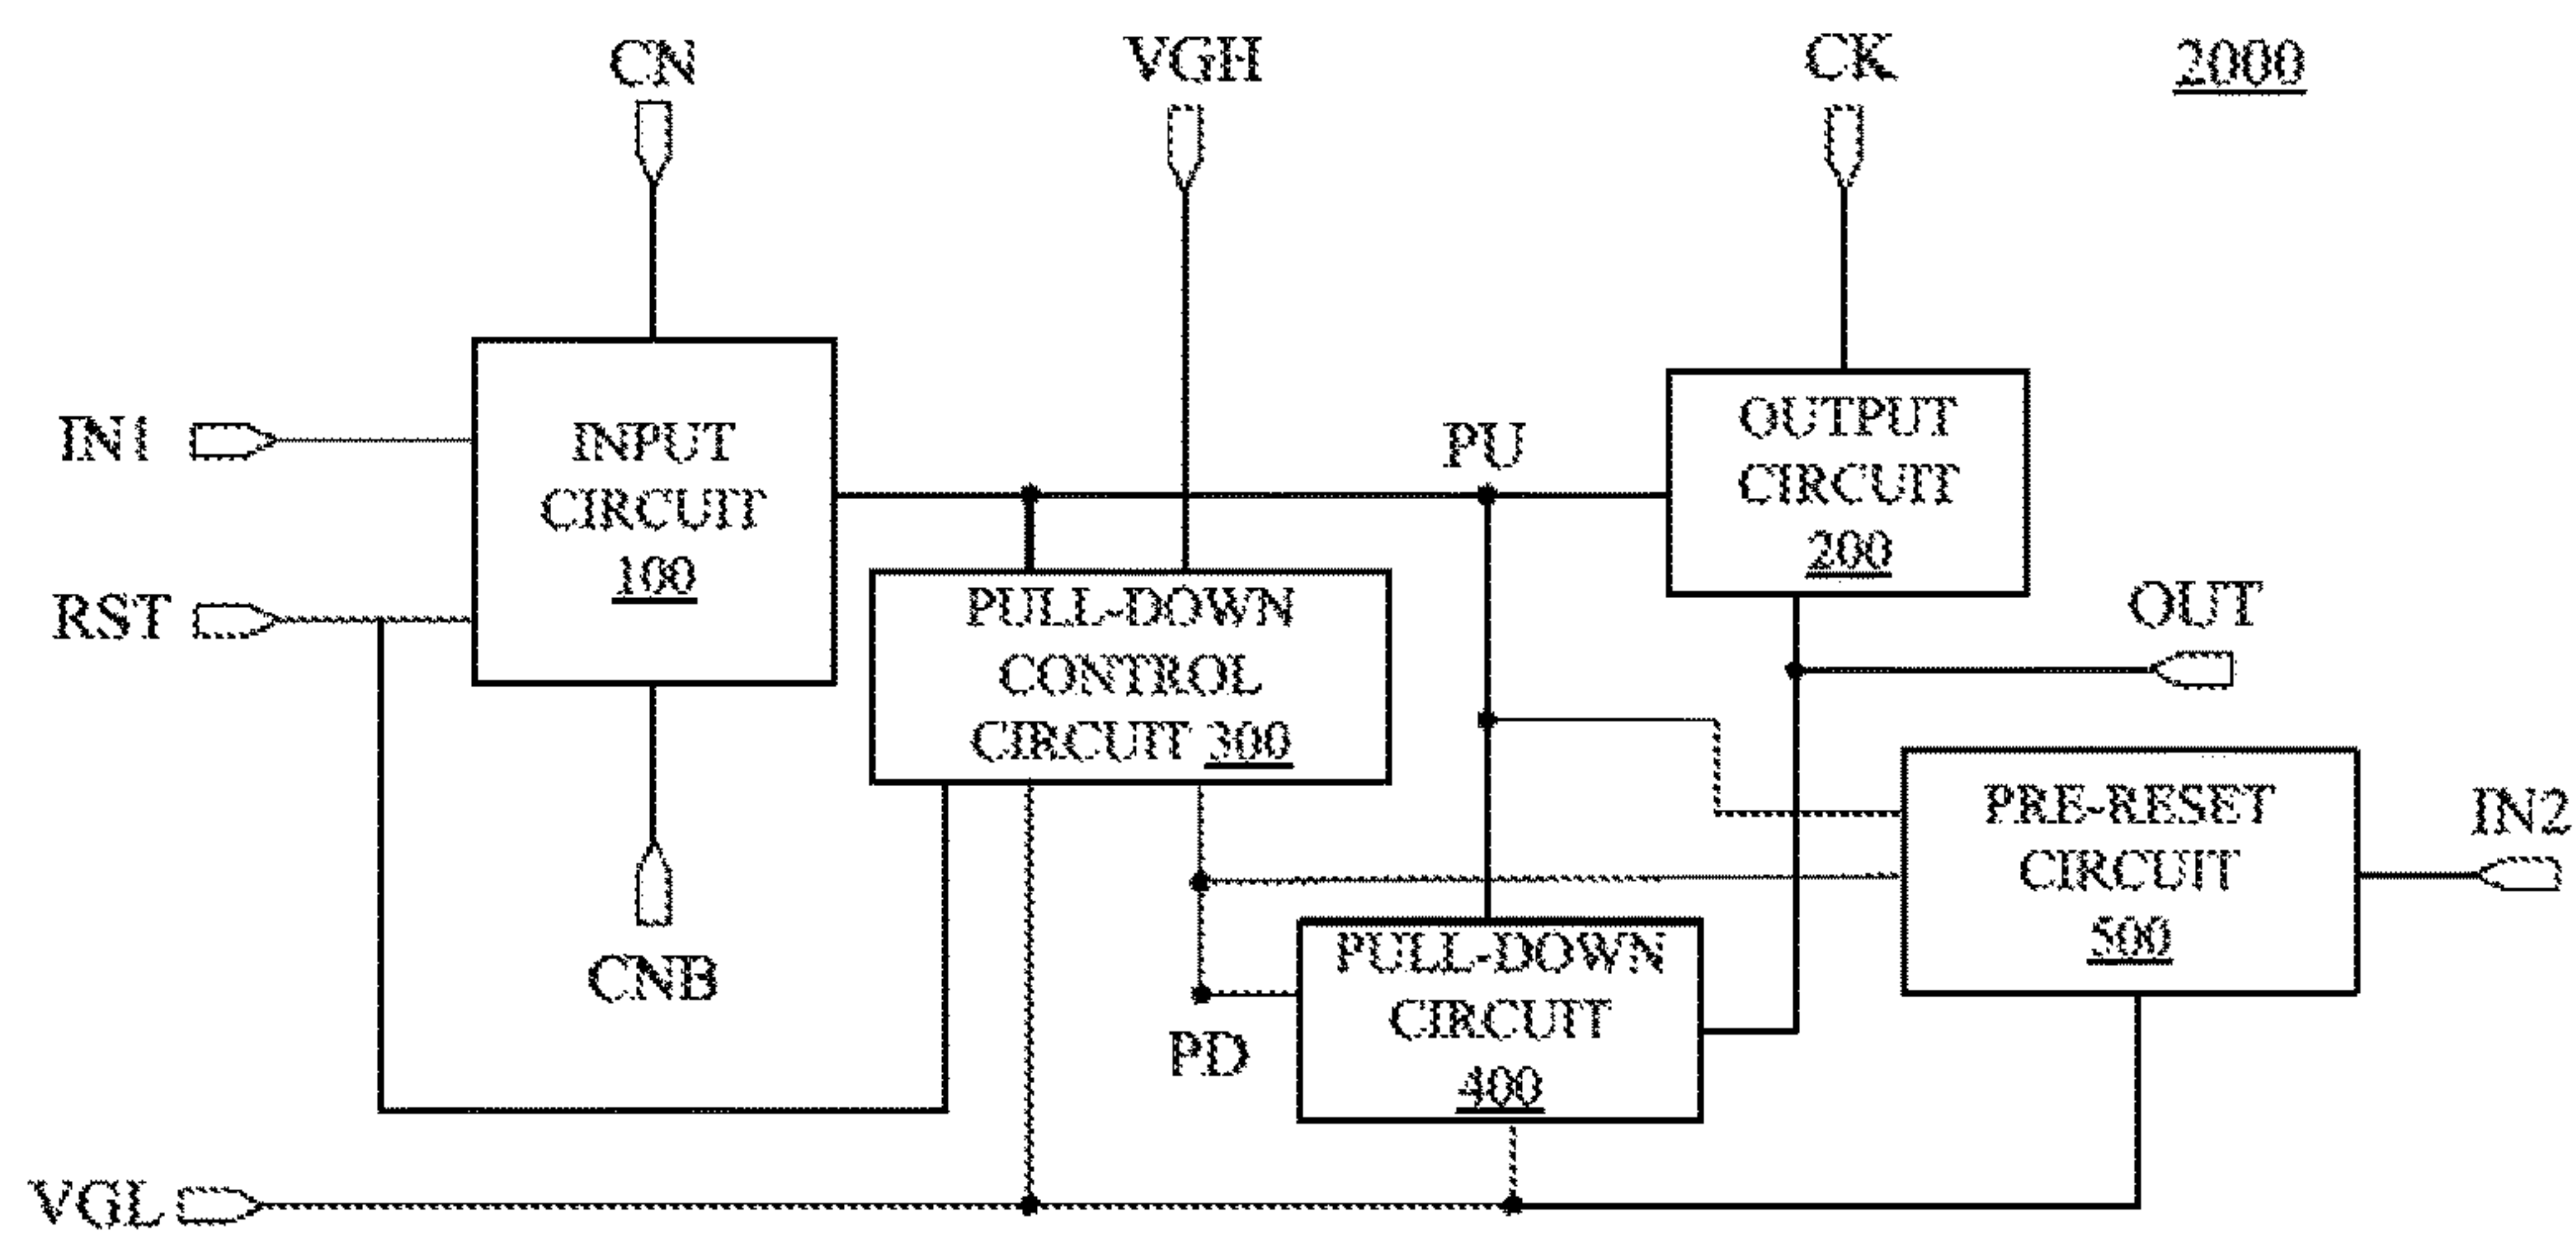 CN
VGH
CK
2000
IN1
INPUT
CIRCUIT
100
PU
OUTPUT
CIRCUIT
200
RST
PULL-DOWN
CONTROL
CIRCUIT 300
OUT
CNB
PRE-RESET
CIRCUIT
500
IN2
PULL-DOWN
CIRCUIT
400
PD
VGL